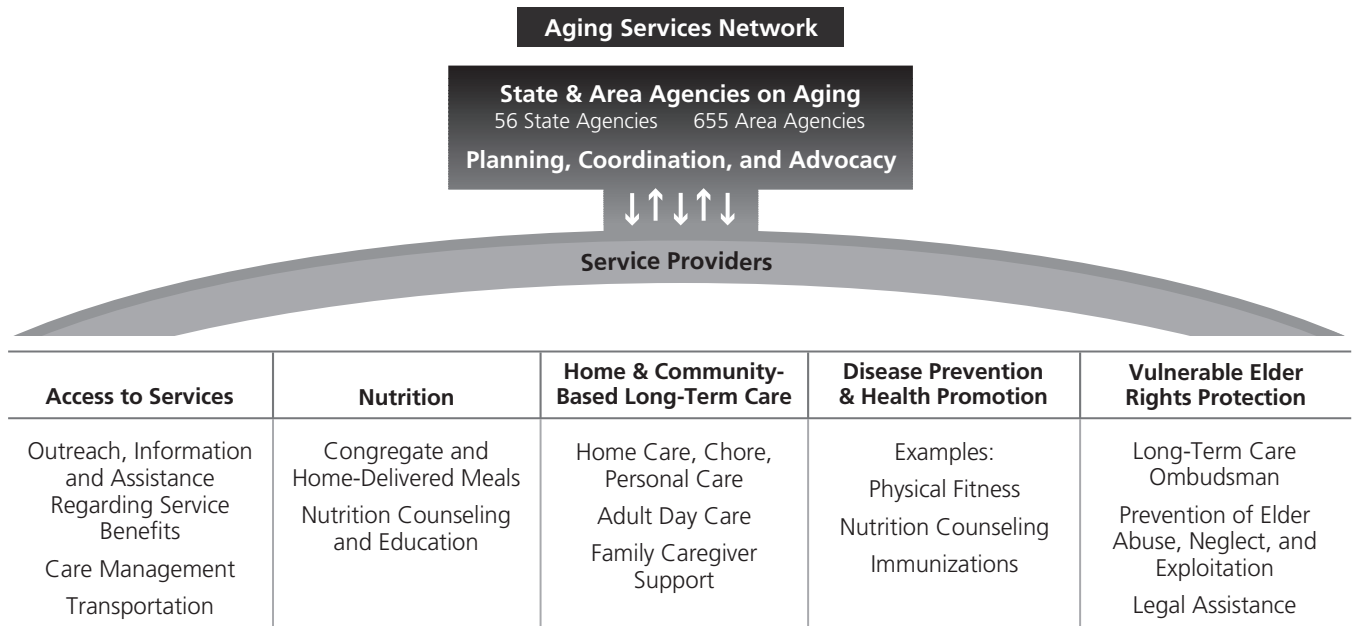 Aging Services Network
State & Area Agencies on Aging
56 State Agencies 655 Area Agencies
Planning, Coordination, and Advocacy
Service Providers
Access to Services
Outreach, Information
and Assistance
Regarding Service
Benefits
Care Management
Transportation
Nutrition
Congregate and
Home-Delivered Meals
Nutrition Counseling
and Education
Home & Community-
Based Long-Term Care
Home Care, Chore,
Personal Care
Adult Day Care
Family Caregiver
Support
Disease Prevention
& Health Promotion
Examples:
Physical Fitness
Nutrition Counseling
Immunizations
Vulnerable Elder
Rights Protection
Long-Term Care
Ombudsman
Prevention of Elder
Abuse, Neglect, and
Exploitation
Legal Assistance